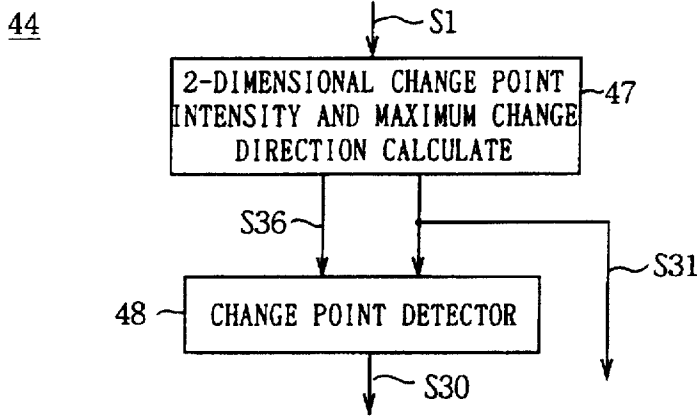 44
S1
2-DIMENSIONAL CHANGE POINT
INTENSITY AND MAXIMUM CHANGE
DIRECTION CALCULATE
47
S36
S31
48
CHANGE POINT DETECTOR
S30